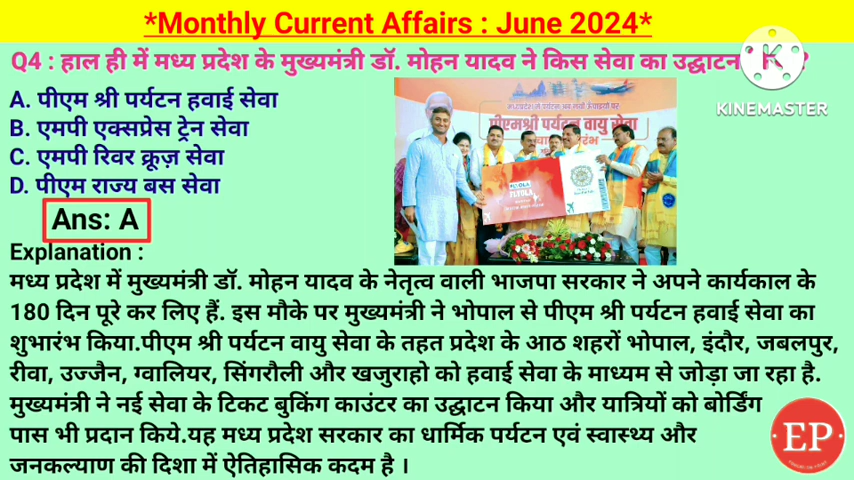 *Monthly Current Affairs : June 2024*
Q4 : हाल ही में मध्य प्रदेश के मुख्यमंत्री डॉ. मोहन यादव ने किस सेवा का उद्घाटन ?
KINEMASTER
A. पीएम श्री पर्यटन हवाई सेवा
B. एमपी एक्सप्रेस ट्रेन सेवा
C. एमपी रिवर क्रूज़ सेवा
D. पीएम राज्य बस सेवा
पीएमश्री पर्यटन वायु सेवा
FLYOLA
Ans: A
Explanation :
मध्य प्रदेश में मुख्यमंत्री डॉ. मोहन यादव के नेतृत्व वाली भाजपा सरकार ने अपने कार्यकाल के
180 दिन पूरे कर लिए हैं. इस मौके पर मुख्यमंत्री ने भोपाल से पीएम श्री पर्यटन हवाई सेवा का
शुभारंभ किया.पीएम श्री पर्यटन वायु सेवा के तहत प्रदेश के आठ शहरों भोपाल, इंदौर, जबलपुर,
रीवा, उज्जैन, ग्वालियर, सिंगरौली और खजुराहो को हवाई सेवा के माध्यम से जोड़ा जा रहा है.
मुख्यमंत्री ने नई सेवा के टिकट बुकिंग काउंटर का उद्घाटन किया और यात्रियों को बोर्डिंग
पास भी प्रदान किये.यह मध्य प्रदेश सरकार का धार्मिक पर्यटन एवं स्वास्थ्य और
जनकल्याण की दिशा में ऐतिहासिक कदम है ।
EP